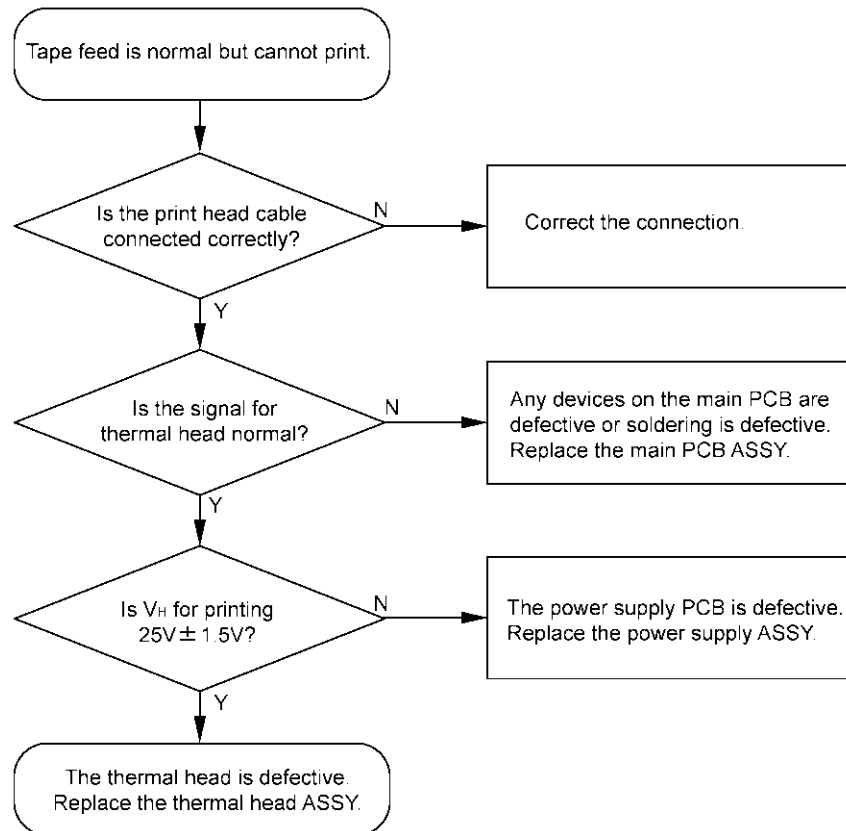 Tape feed is normal but cannot print.
Is the print head cable
connected correctly?
N
Correct the connection.
Y
Is the signal for
thermal head normal?
N
Any devices on the main PCB are
defective or soldering is defective.
Replace the main PCB ASSY.
Y
Is VH for printing
25V± 1.5V?
N
The power supply PCB is defective.
Replace the power supply ASSY.
Y
The thermal head is defective.
Replace the thermal head ASSY.